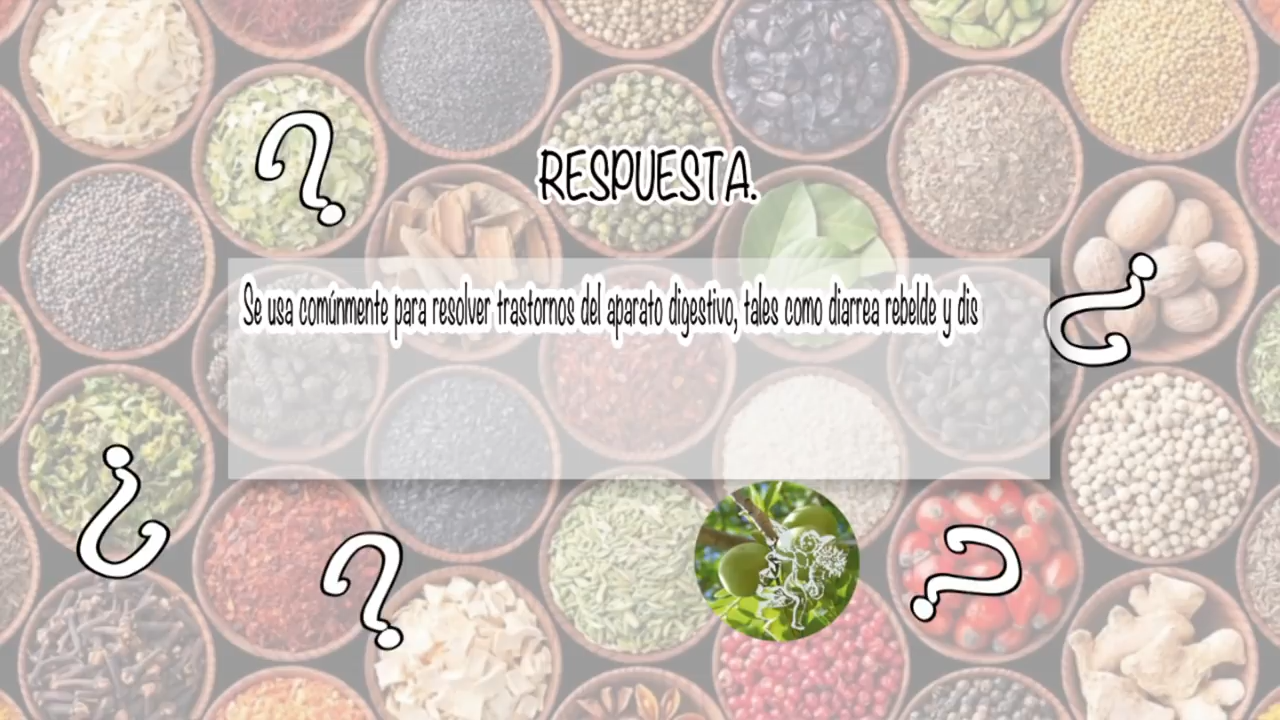 RESPUESTA.
Se usa comúnmente para resolver trastornos del aparato digestivo, tales como diarrea rebelde y dis